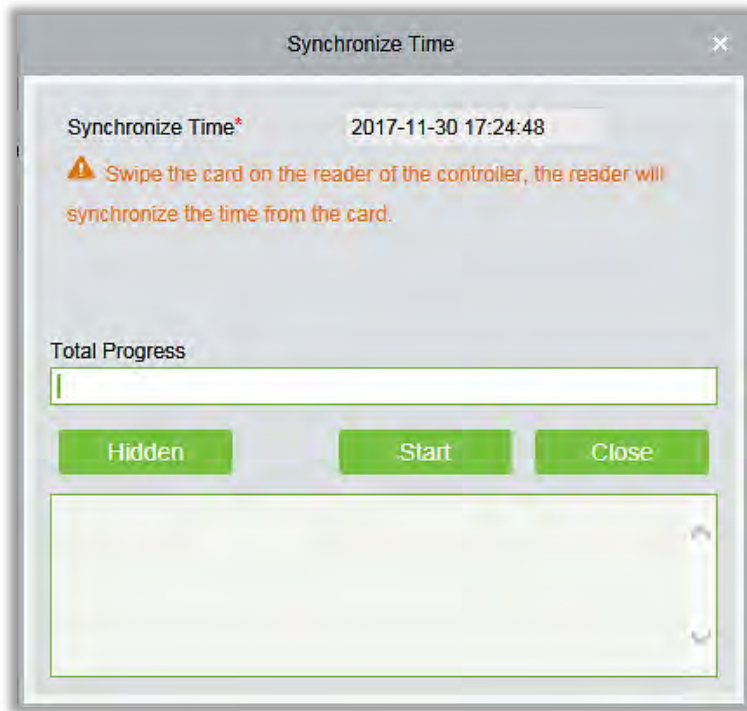 Synchronize Time
Synchronize Time* 2017-11-30 17:24:48
Swipe the card on the reader of the controller, the reader will
synchronize the time from the card.
Total Progress
Hidden Start Close